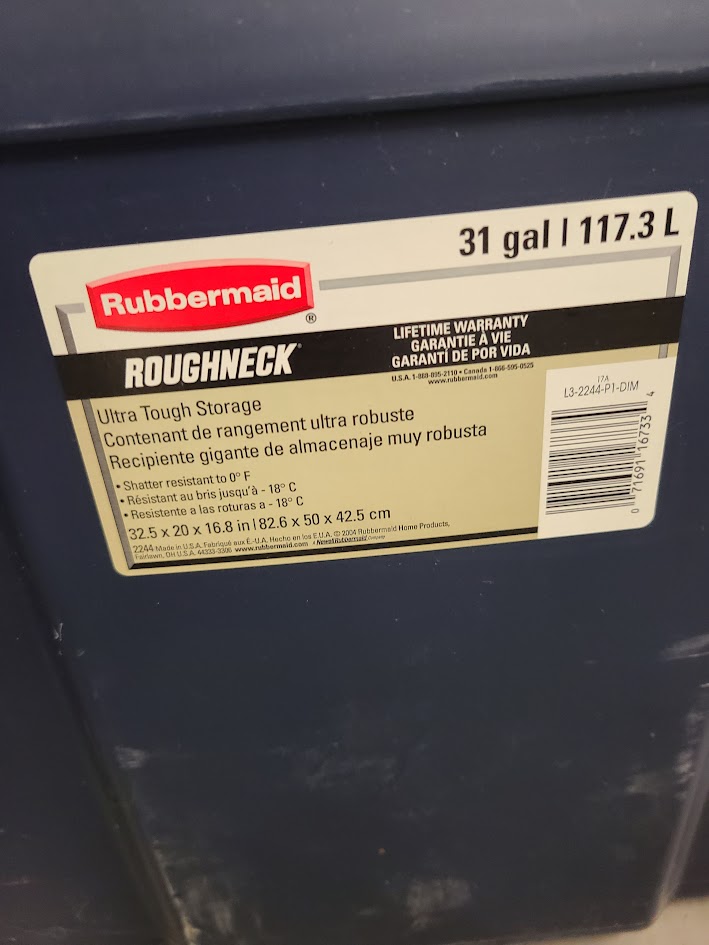 31 gal | 117.3 L
Rubbermaid®
ROUGHNECK®
LIFETIME WARRANTY
GARANTIE À VIE
GARANTÍ DE POR VIDA
U.S.A. 1-888-895-2110 • Canada 1-866-595-0525
www.rubbermaid.com
Ultra Tough Storage
Contenant de rangement ultra robuste
Recipiente gigante de almacenaje muy robusta
• Shatter resistant to 0° F
• Résistant au bris jusqu'à - 18° C
• Resistente a las roturas a - 18° C
32.5 x 20 x 16.8 in | 82.6 x 50 x 42.5 cm
2244 Made in U.S.A. Fabriqué aux É.-U.A. Hecho en los E.U.A. © 2004 Rubbermaid Home Products,
Fairlawn, OH U.S.A. 44333-3306 www.rubbermaid.com A Newell Rubbermaid Company
17A
L3-2244-P1-DIM
0 71691 16733 4